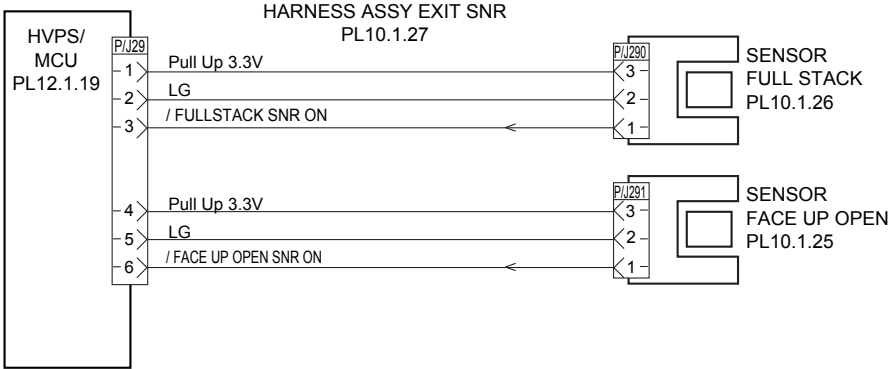 HARNESS ASSY EXIT SNR
PL10.1.27
HVPS/
MCU
PL12.1.19
P/J29
1
Pull Up 3.3V
2
LG
3
/ FULLSTACK SNR ON
4
Pull Up 3.3V
5
LG
6
/ FACE UP OPEN SNR ON
P/J290
3
2
1
SENSOR
FULL STACK
PL10.1.26
P/J291
3
2
1
SENSOR
FACE UP OPEN
PL10.1.25